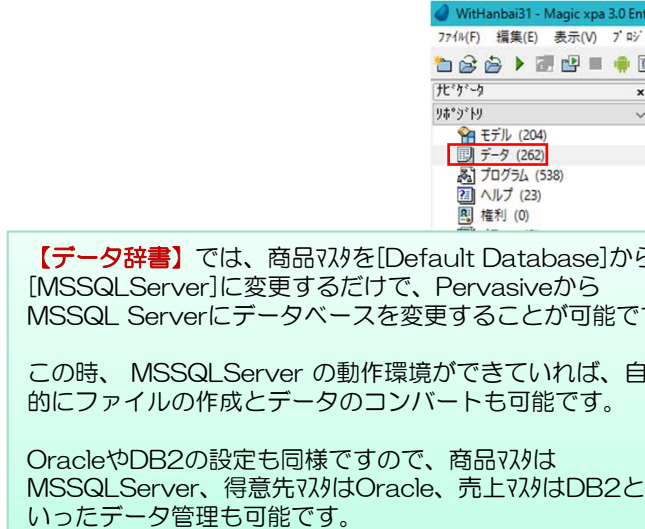 WitHanbai31 - Magic xpa 3.0 Ent
ﾌｧｲﾙ(F) 編集(E) 表示(V) ﾌﾟﾛｼﾞ
ﾅﾋﾞｹﾞｰﾀ x
ﾘﾎﾟｼﾞﾄﾘ
モデル (204)
データ (262)
プログラム (538)
ヘルプ (23)
権利 (0)
【データ辞書】では、商品ﾏｽﾀを[Default Database]から
[MSSQLServer]に変更するだけで、Pervasiveから
MSSQL Serverにデータベースを変更することが可能で
この時、 MSSQLServer の動作環境ができていれば、自
的にファイルの作成とデータのコンバートも可能です。
OracleやDB2の設定も同様ですので、商品ﾏｽﾀは
MSSQLServer、得意先ﾏｽﾀはOracle、売上ﾏｽﾀはDB2と
いったデータ管理も可能です。